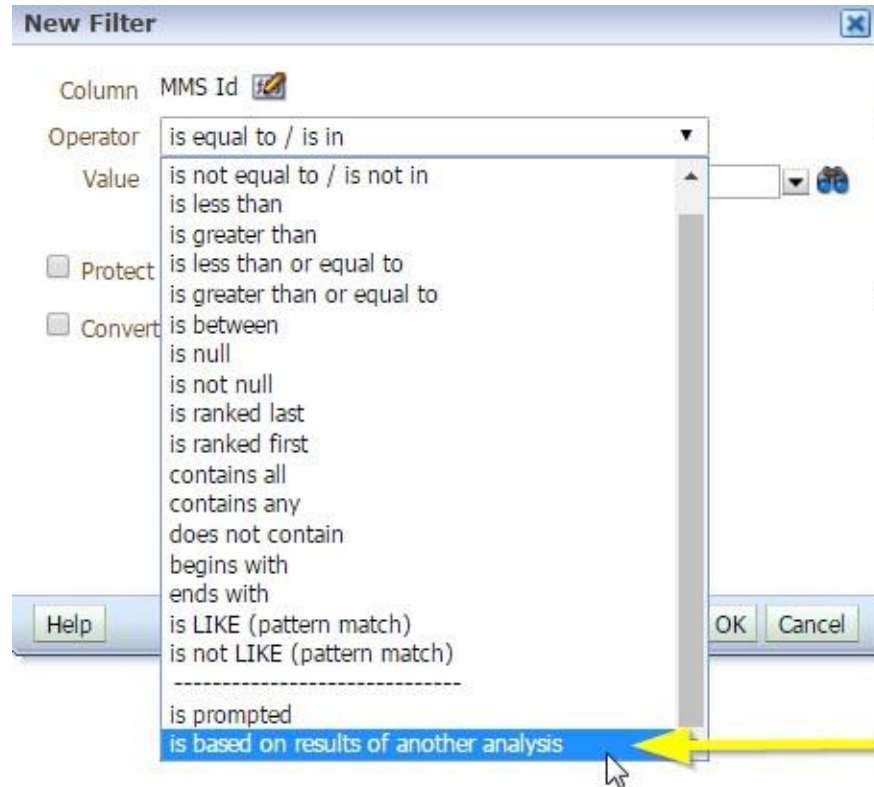 New Filter
Column MMS Id
Operator is equal to / is in
Value is not equal to / is not in
is less than
is greater than
Protect is less than or equal to
is greater than or equal to
Convert is between
is null
is not null
is ranked last
is ranked first
contains all
contains any
does not contain
begins with
ends with
Help is LIKE (pattern match) OK Cancel
is not LIKE (pattern match)
------------------------------
is prompted
is based on results of another analysis